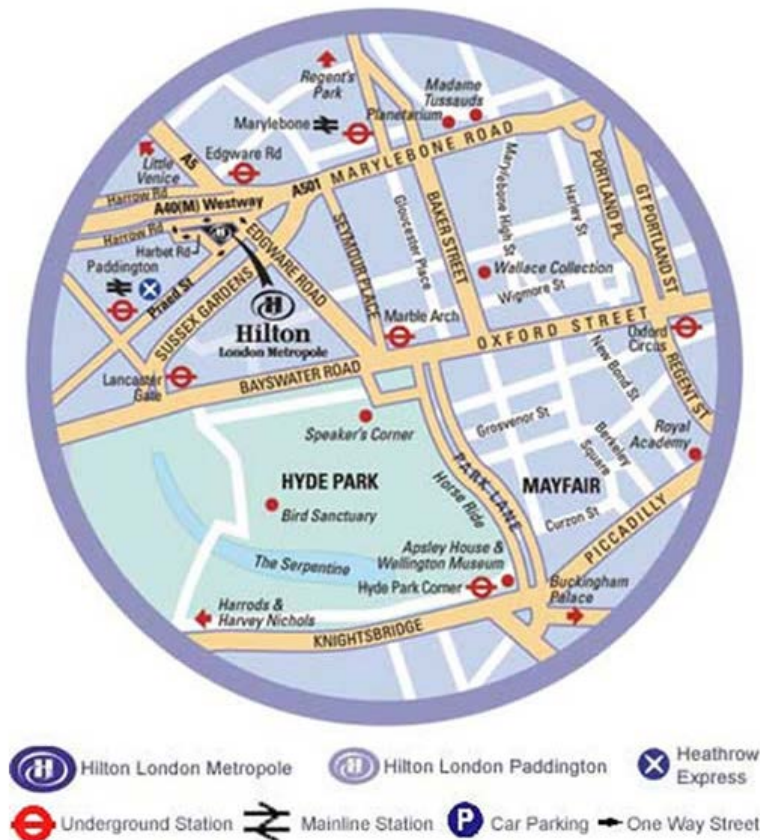 Regent's
Park
Madame
Tussauds
Planetarium
Marylebone
Little
Venice
A5
Edgware Rd
A501 MARYLEBONE ROAD
Harrow Rd
A40(M) Westway
Harrow Rd
Harbet Rd
Paddington
Praed St
SUSSEX GARDENS
EDGWARE ROAD
SEYMOUR PLACE
Gloucester Place
BAKER STREET
Marylebone High St
Harley St
PORTLAND PL
GT PORTLAND ST
Wallace Collection
Wigmore St
Hilton
London Metropole
Marble Arch
OXFORD STREET
Oxford
Circus
Lancaster
Gate
BAYSWATER ROAD
New Bond St
REGENT ST
Speaker's Corner
Grosvenor St
Berkeley
Square
Royal
Academy
HYDE PARK
PARK LANE
Horse Ride
MAYFAIR
Bird Sanctuary
Curzon St
PICCADILLY
The Serpentine
Apsley House &
Wellington Museum
Hyde Park Corner
Buckingham
Palace
Harrods &
Harvey Nichols
KNIGHTSBRIDGE
Hilton London Metropole
Hilton London Paddington
Heathrow
Express
Underground Station
Mainline Station
P
Car Parking
One Way Street